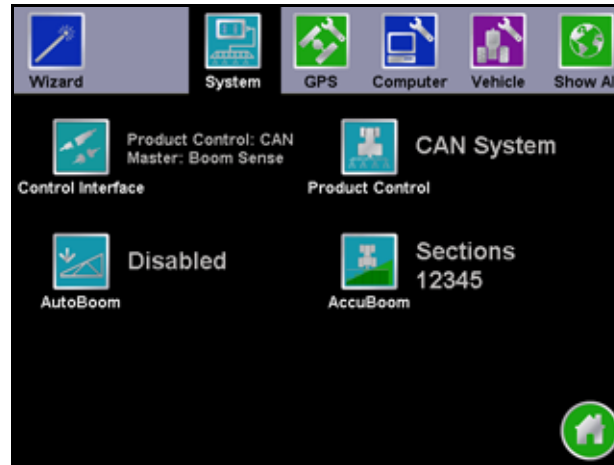 Wizard
System
GPS
Computer
Vehicle
Show Al
Product Control: CAN
Master: Boom Sense
Control Interface
CAN System
Product Control
Disabled
AutoBoom
Sections
12345
AccuBoom